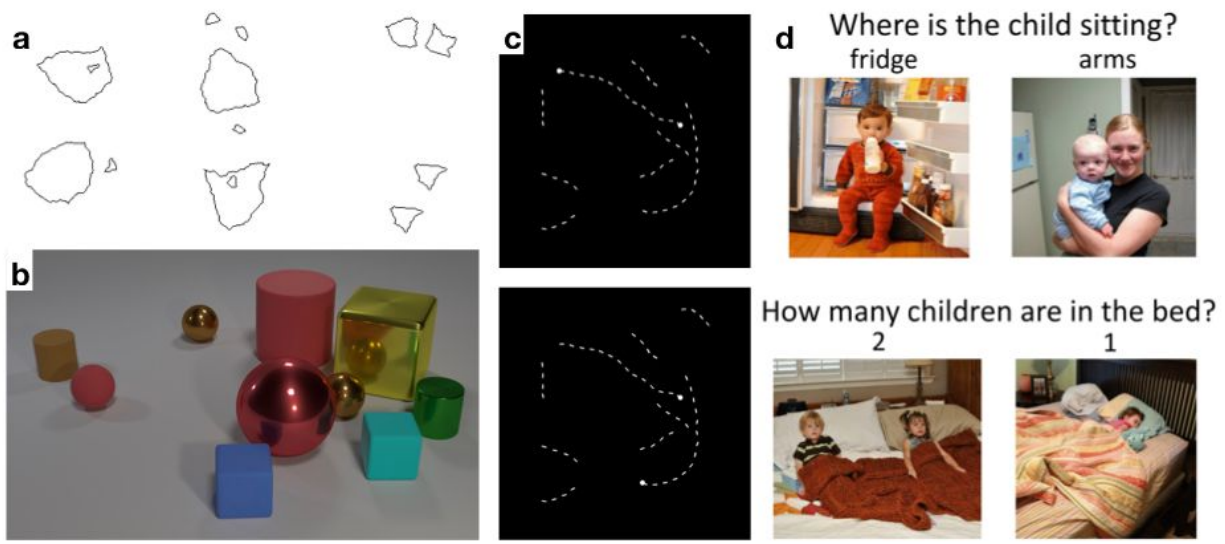 a
b
c
d
Where is the child sitting?
fridge
arms
How many children are in the bed?
2
1